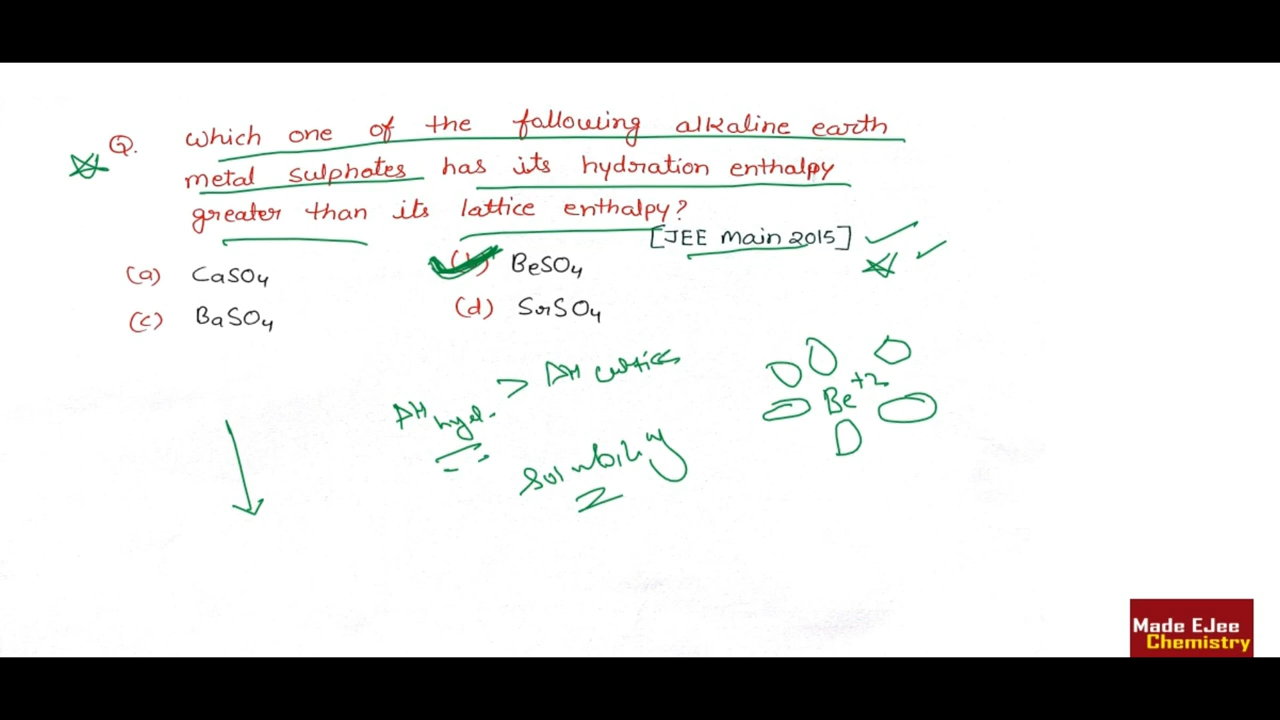 Q. Which one of the following alkaline earth
metal sulphates has its hydration enthalpy
greater than its lattice enthalpy?
[JEE Main 2015]
(a) CaSO4 (b) BeSO4
(c) BaSO4 (d) SrSO4
ΔH hyd. > ΔH lattice
Be+2
Solubility
Made EJee
Chemistry